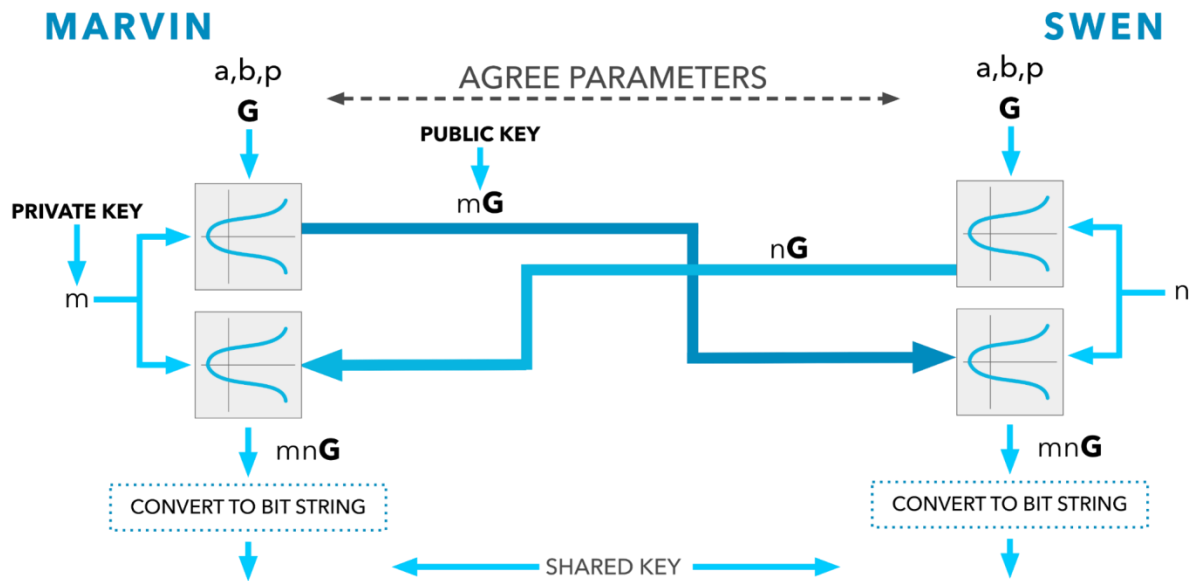 MARVIN
SWEN
a,b,p
AGREE PARAMETERS
a,b,p
G
G
PUBLIC KEY
mG
PRIVATE KEY
nG
m
n
mnG
mnG
CONVERT TO BIT STRING
CONVERT TO BIT STRING
SHARED KEY